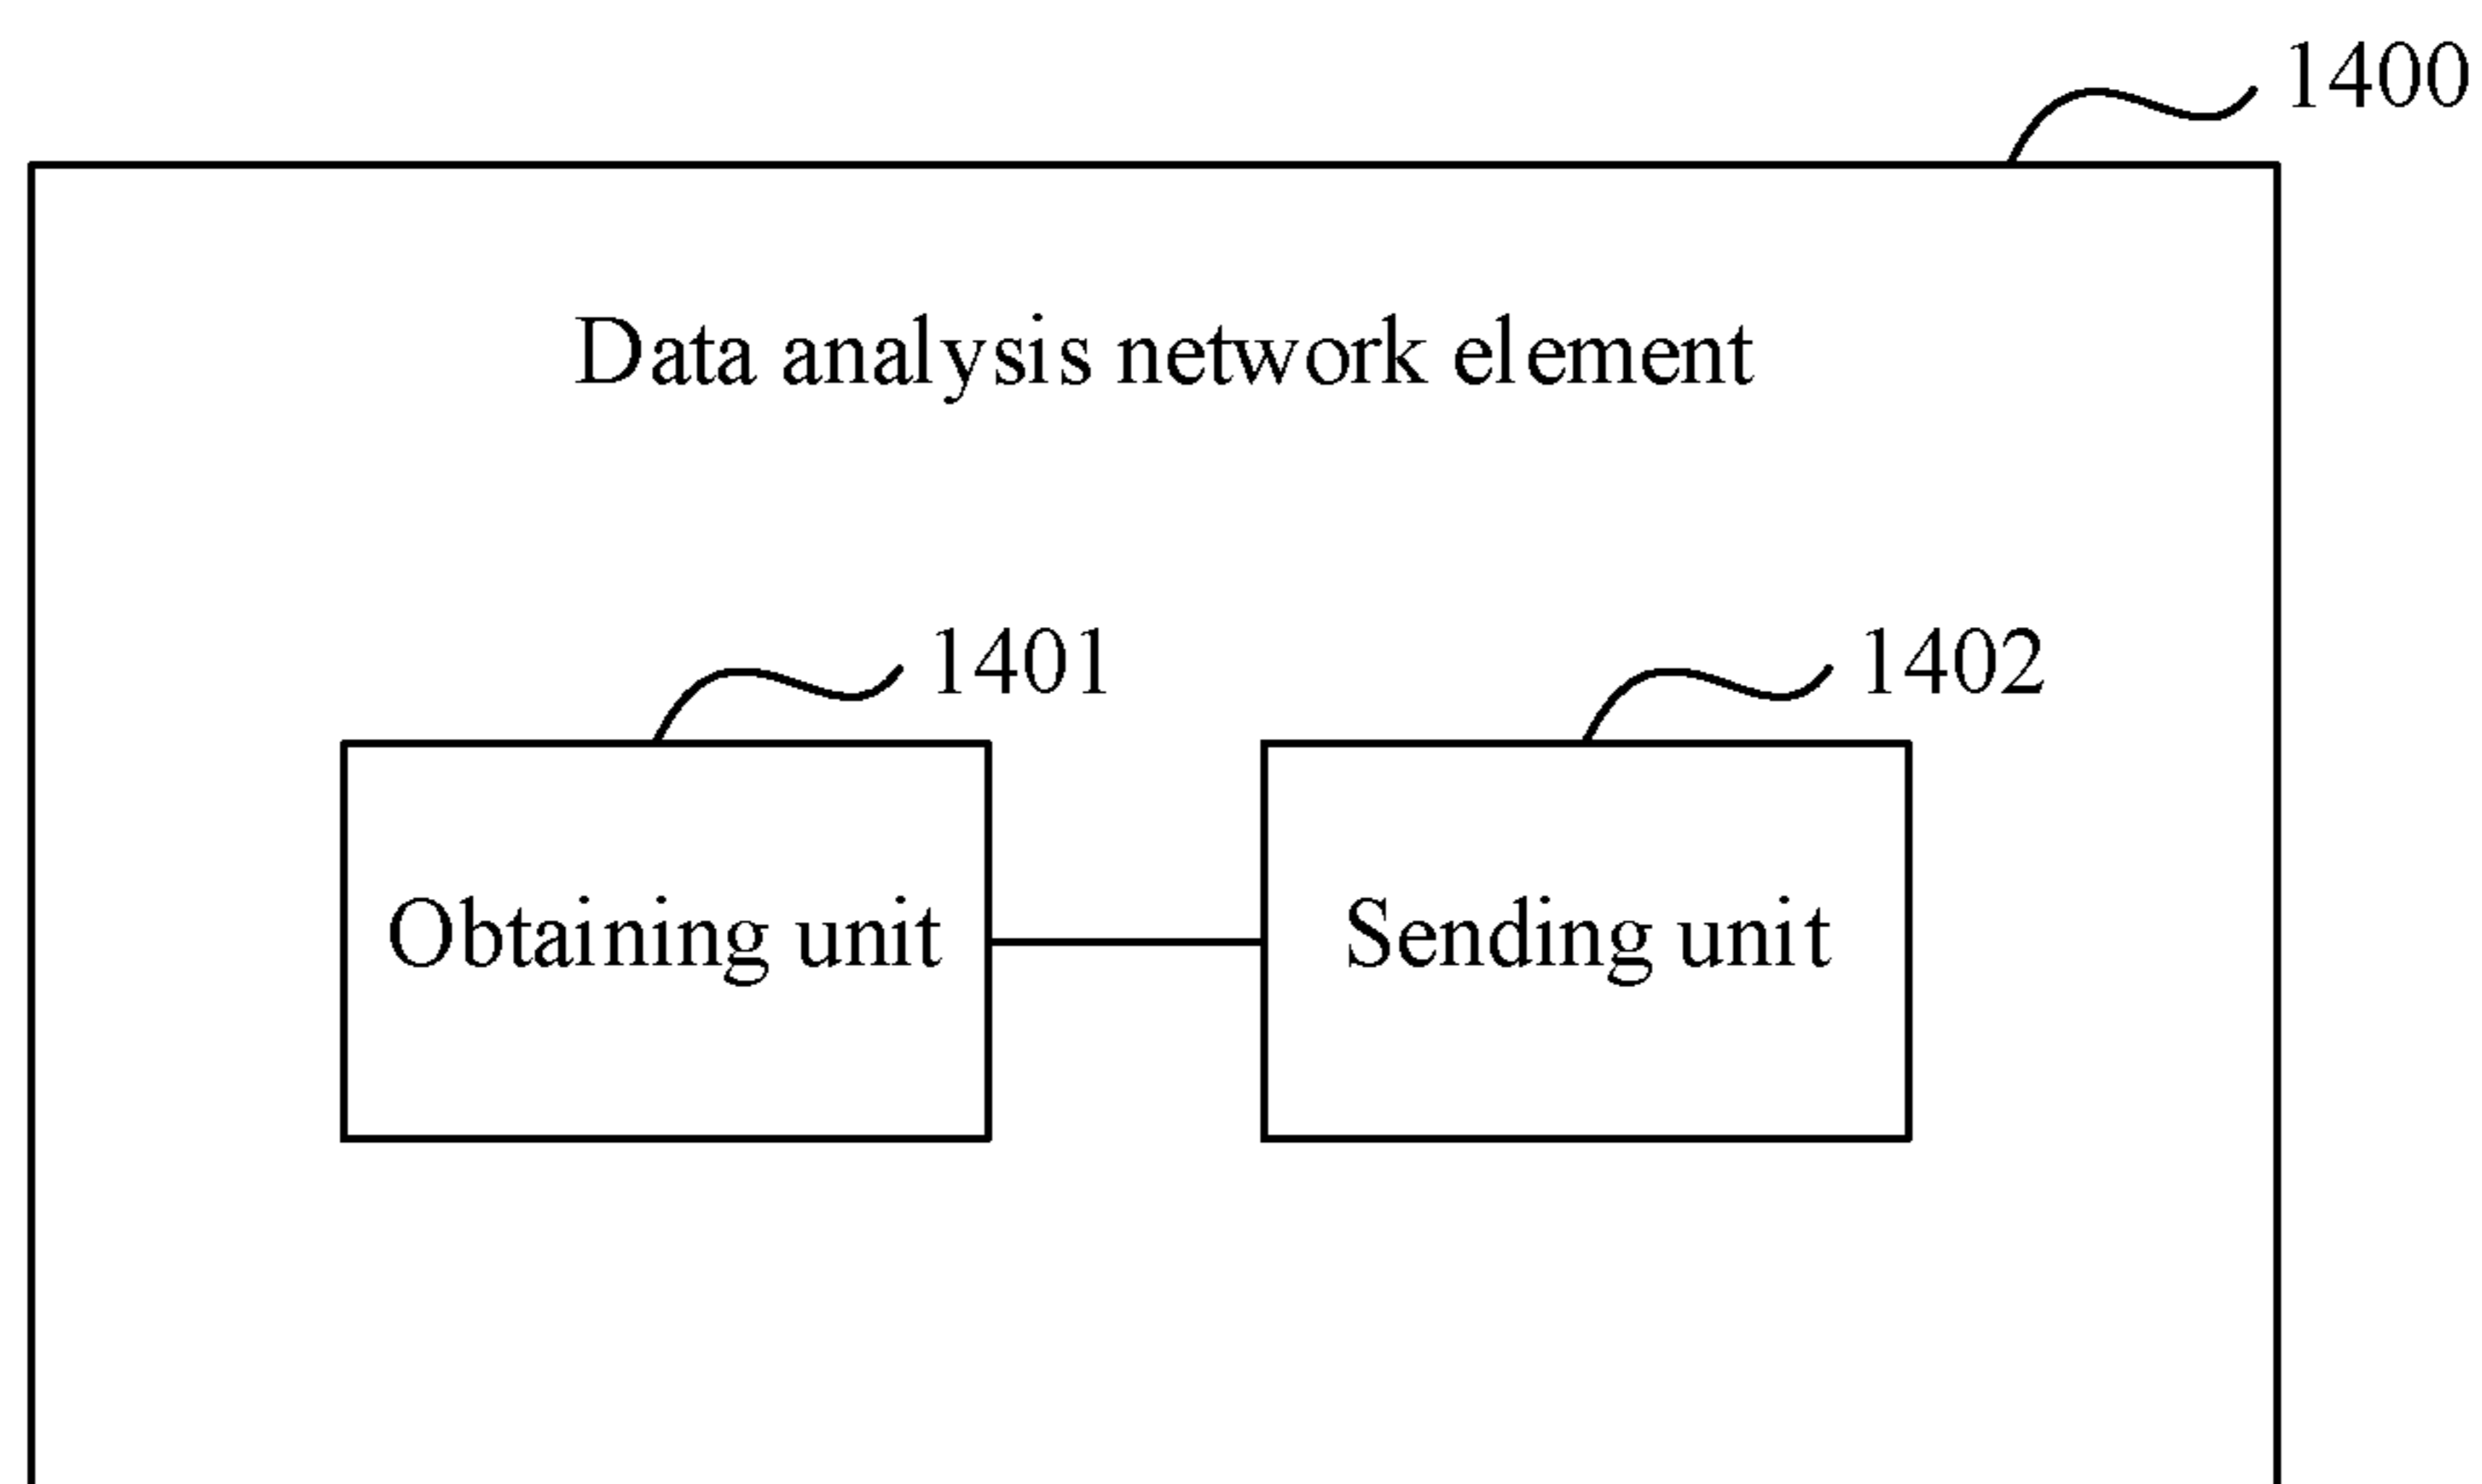 1400
Data analysis network element
1401
1402
Obtaining unit
Sending unit